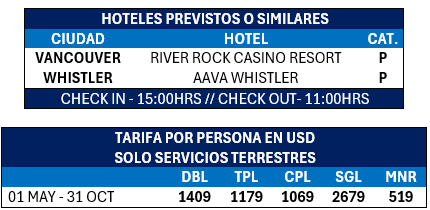 HOTELES PREVISTOS O SIMILARES
CIUDAD HOTEL CAT.
VANCOUVER RIVER ROCK CASINO RESORT P
WHISTLER AAVA WHISTLER P
CHECK IN - 15:00HRS // CHECK OUT- 11:00HRS
TARIFA POR PERSONA EN USD
SOLO SERVICIOS TERRESTRES
DBL TPL CPL SGL MNR
01 MAY - 31 OCT 1409 1179 1069 2679 519